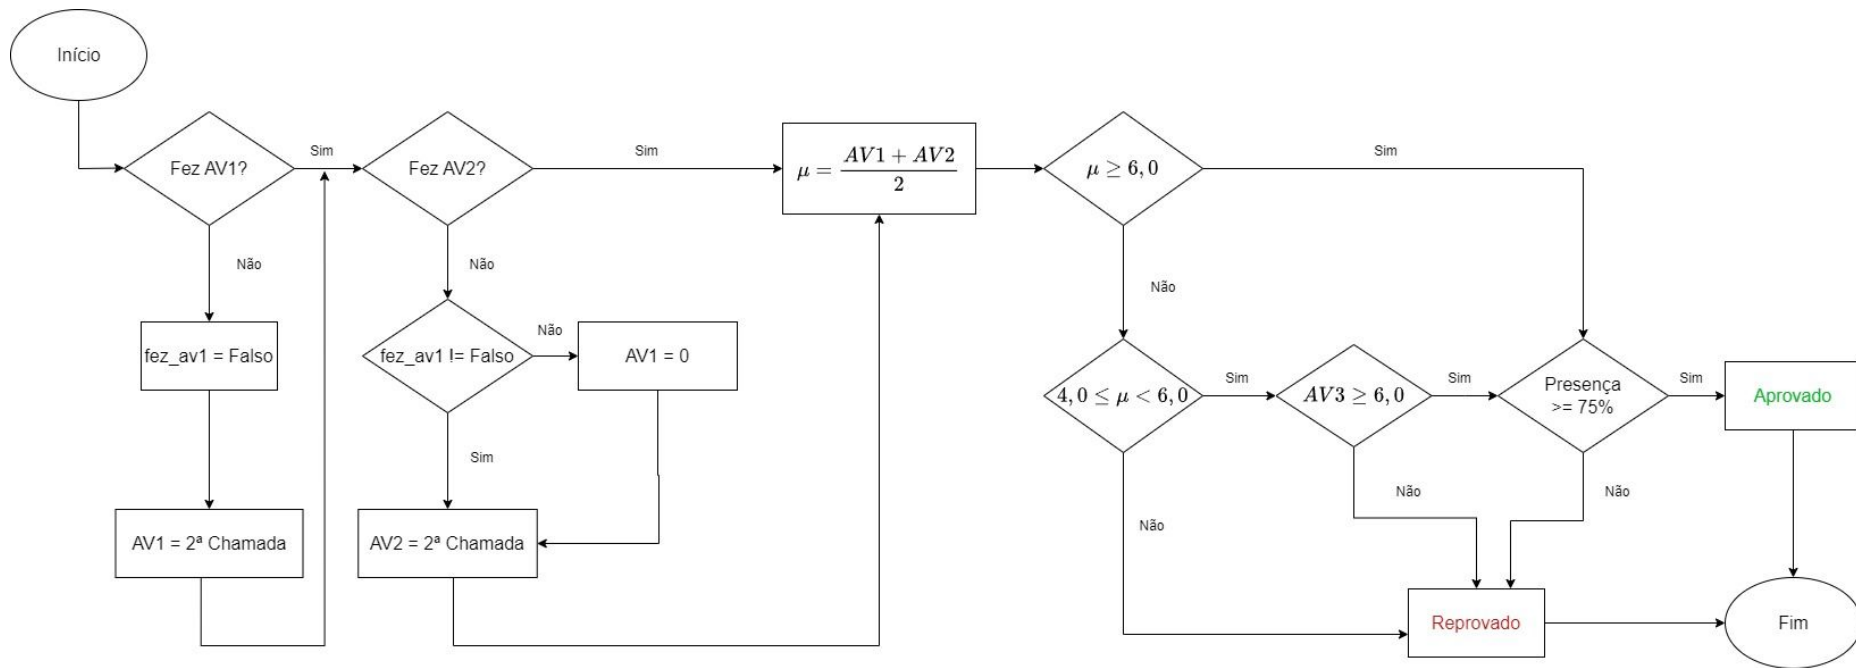 Início
Fez AV1?
Sim
Fez AV2?
Sim
μ = (AV1 + AV2) / 2
μ ≥ 6,0
Sim
Não
Não
Não
fez_av1 = Falso
fez_av1 != Falso
Não
AV1 = 0
4,0 ≤ μ < 6,0
Sim
AV3 ≥ 6,0
Sim
Presença
>= 75%
Sim
Aprovado
Sim
Não
Não
Não
AV1 = 2ª Chamada
AV2 = 2ª Chamada
Reprovado
Fim